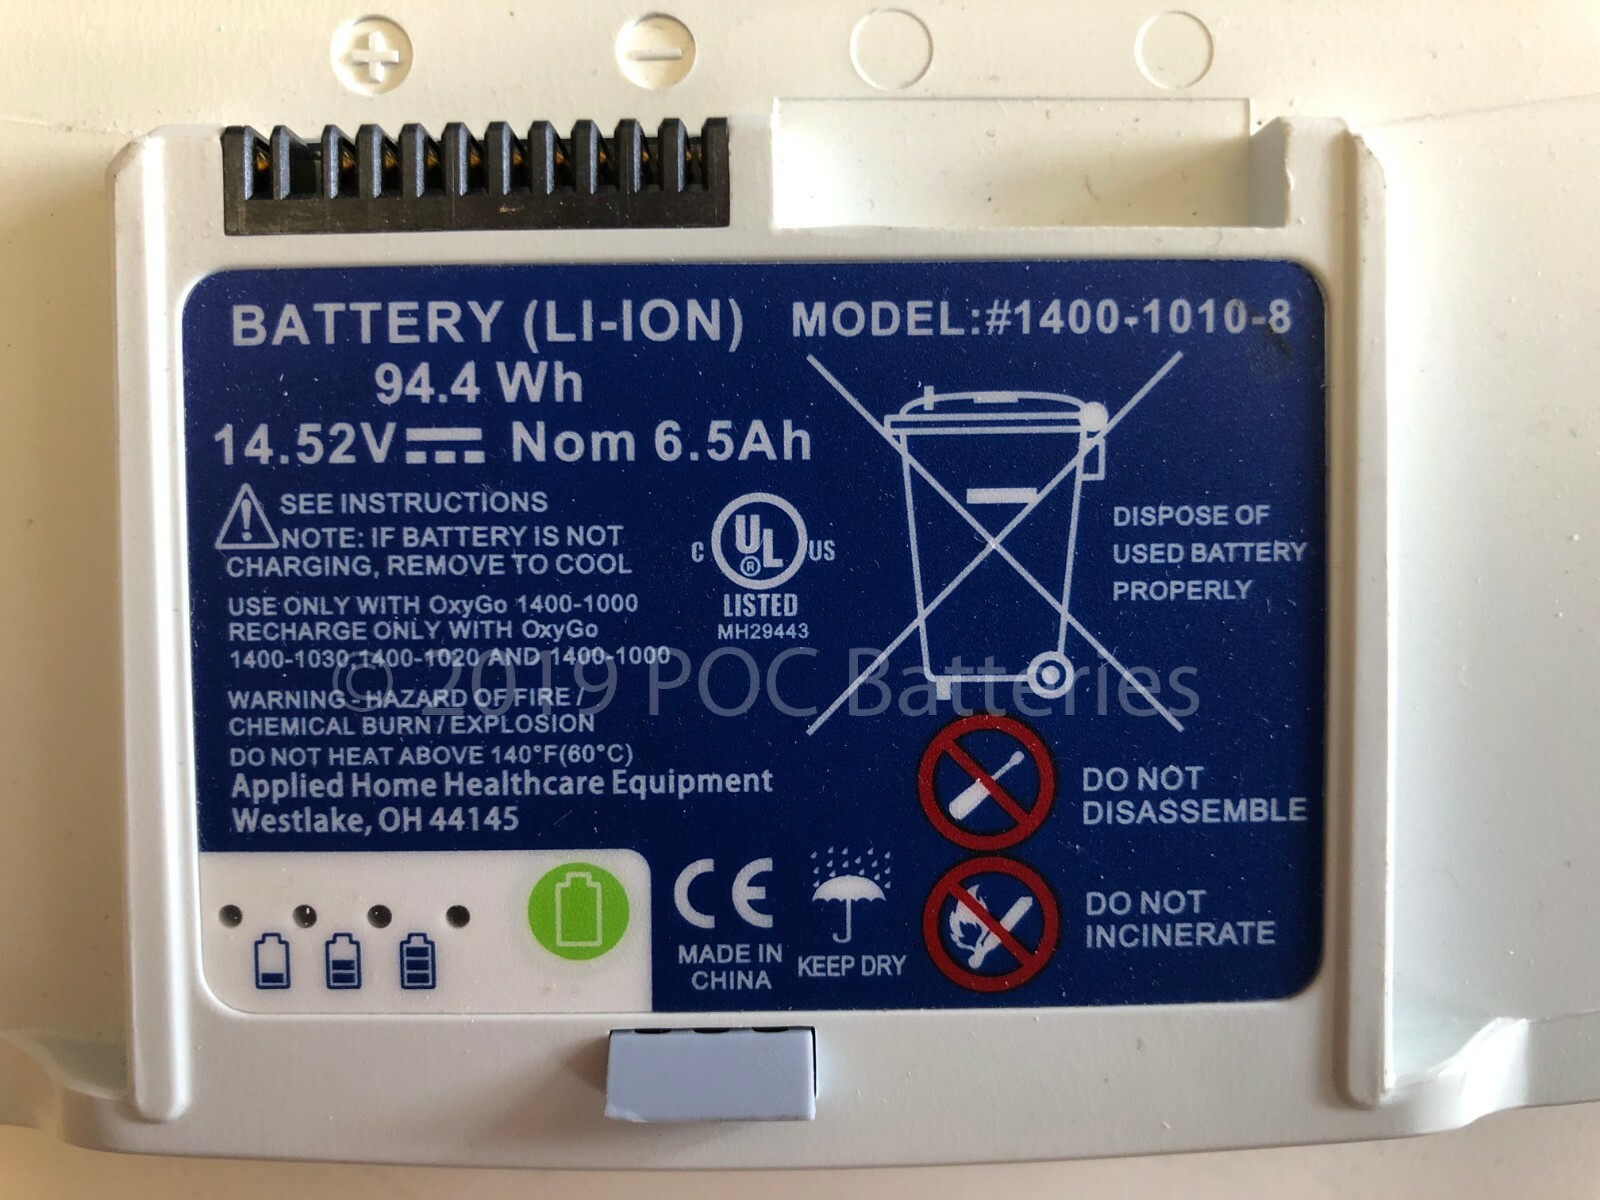 BATTERY (LI-ION) MODEL:#1400-1010-8
94.4 Wh
14.52V Nom 6.5Ah
SEE INSTRUCTIONS
NOTE: IF BATTERY IS NOT
CHARGING, REMOVE TO COOL
USE ONLY WITH OxyGo 1400-1000
RECHARGE ONLY WITH OxyGo
1400-1030,1400-1020 AND 1400-1000
WARNING-HAZARD OF FIRE /
CHEMICAL BURN / EXPLOSION
DO NOT HEAT ABOVE 140°F(60°C)
Applied Home Healthcare Equipment
Westlake, OH 44145
C UL® US
LISTED
MH29443
DISPOSE OF
USED BATTERY
PROPERLY
© 2019 POC Batteries
DO NOT
DISASSEMBLE
CE
MADE IN
CHINA
KEEP DRY
DO NOT
INCINERATE